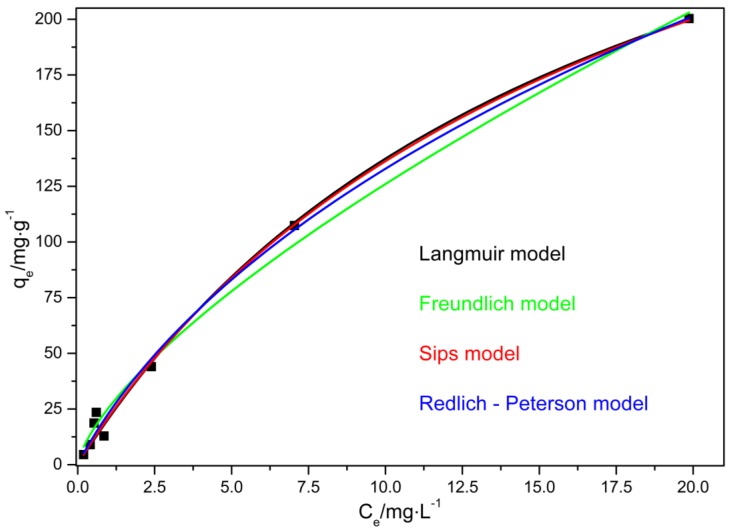 200
175
150
125
100
75
50
25
0
qe/mg·g-1
0.0 2.5 5.0 7.5 10.0 12.5 15.0 17.5 20.0
Ce/mg·L-1
Langmuir model
Freundlich model
Sips model
Redlich - Peterson model